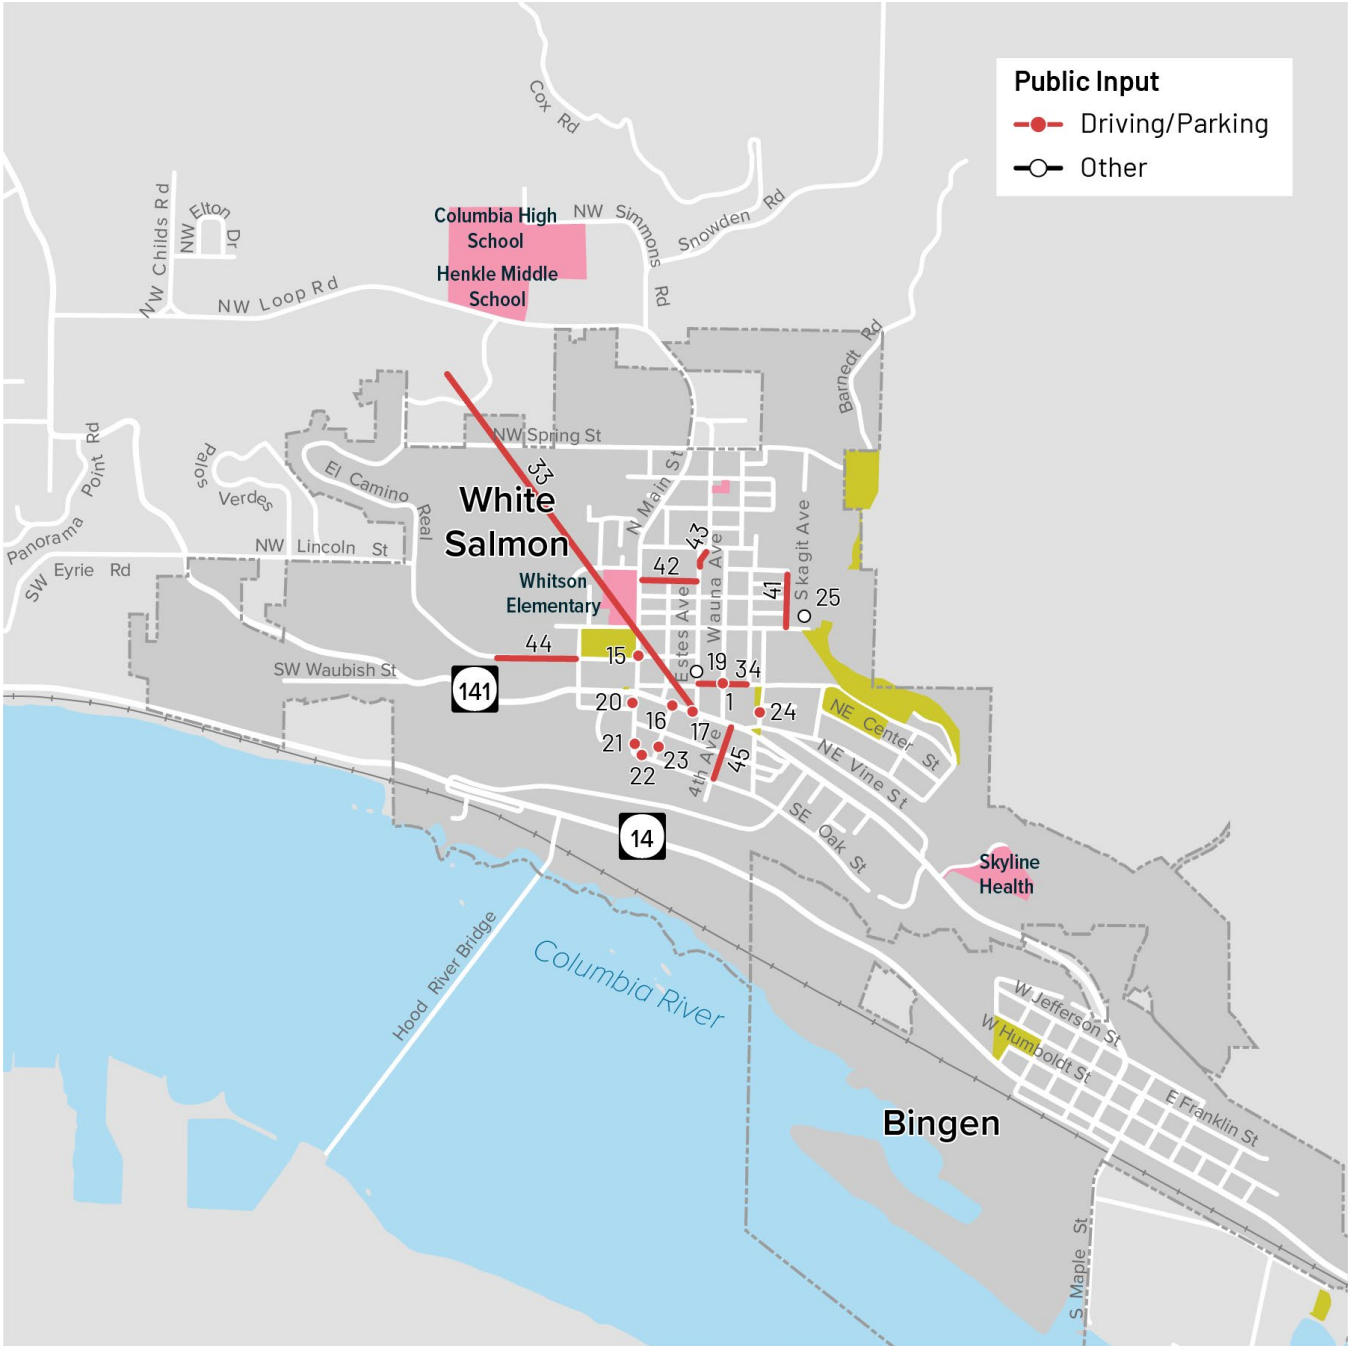 Public Input
Driving/Parking
Other
Cox Rd
NW Childs Rd
NW Elton Dr
Columbia High
School
Henkle Middle
School
NW Simmons Rd
Snowden Rd
NW Loop Rd
Barnedt Rd
NW Spring St
Point Rd
Panorama
Palos
Verdes
El Camino
Real
33
White
Salmon
N Main St
43
Wauna Ave
Skagit Ave
NW Lincoln St
SW Eyrie Rd
42
41
25
Whitson
Elementary
Estes Ave
44
15
19
34
SW Waubish St
141
20
16
1
17
24
21
22
23
4th Ave
45
NE Center St
NE Vine St
SE Oak St
14
Skyline
Health
Hood River Bridge
Columbia River
W Jefferson St
W Humboldt St
E Franklin St
Bingen
S Maple St